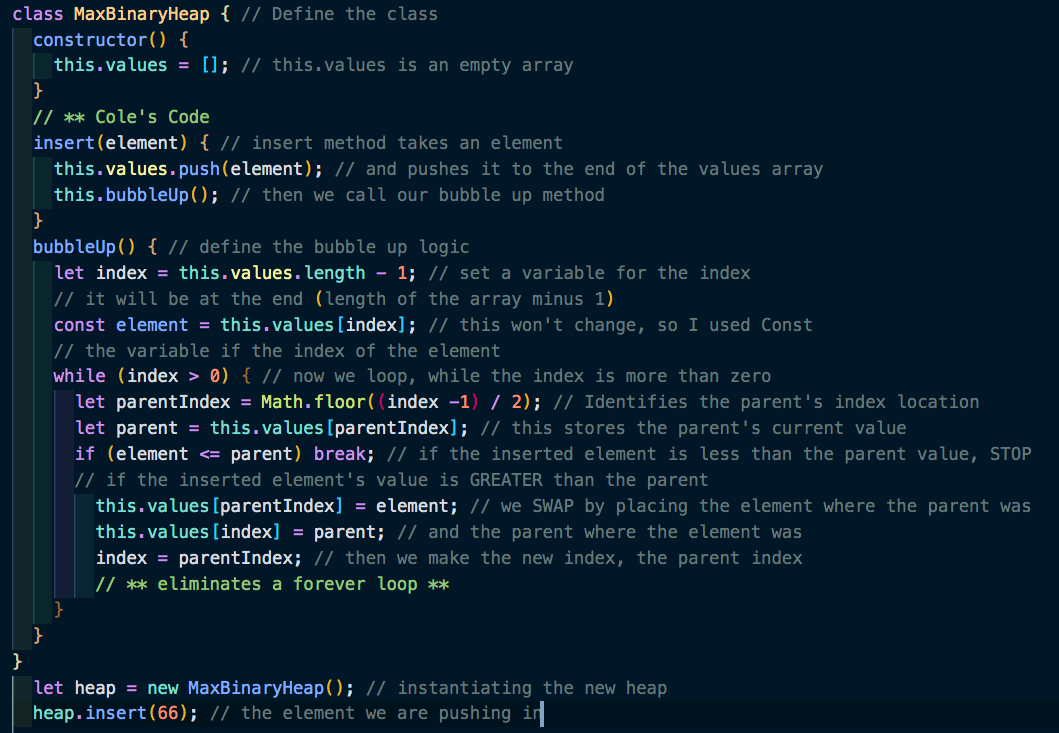 class MaxBinaryHeap { // Define the class
constructor() {
this.values = []; // this.values is an empty array
}
// ** Cole's Code
insert(element) { // insert method takes an element
this.values.push(element); // and pushes it to the end of the values array
this.bubbleUp(); // then we call our bubble up method
}
bubbleUp() { // define the bubble up logic
let index = this.values.length - 1; // set a variable for the index
// it will be at the end (length of the array minus 1)
const element = this.values[index]; // this won't change, so I used Const
// the variable if the index of the element
while (index > 0) { // now we loop, while the index is more than zero
let parentIndex = Math.floor((index -1) / 2); // Identifies the parent's index location
let parent = this.values[parentIndex]; // this stores the parent's current value
if (element <= parent) break; // if the inserted element is less than the parent value, STOP
// if the inserted element's value is GREATER than the parent
this.values[parentIndex] = element; // we SWAP by placing the element where the parent was
this.values[index] = parent; // and the parent where the element was
index = parentIndex; // then we make the new index, the parent index
// ** eliminates a forever loop **
}
}
}
let heap = new MaxBinaryHeap(); // instantiating the new heap
heap.insert(66); // the element we are pushing in